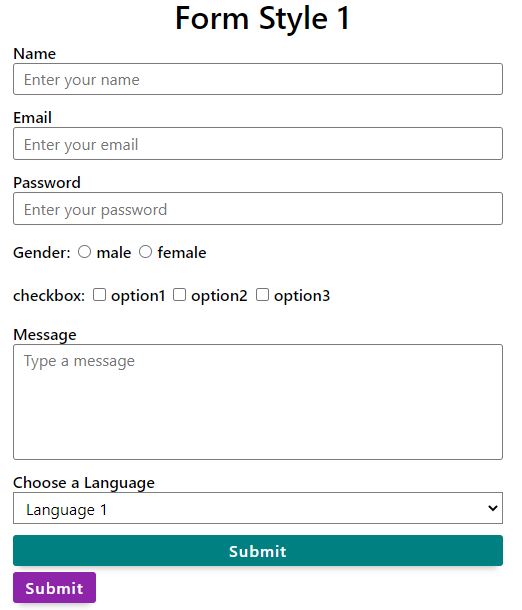 Form Style 1
Name
Enter your name
Email
Enter your email
Password
Enter your password
Gender: male female
checkbox: option1 option2 option3
Message
Type a message
Choose a Language
Language 1
Submit
Submit